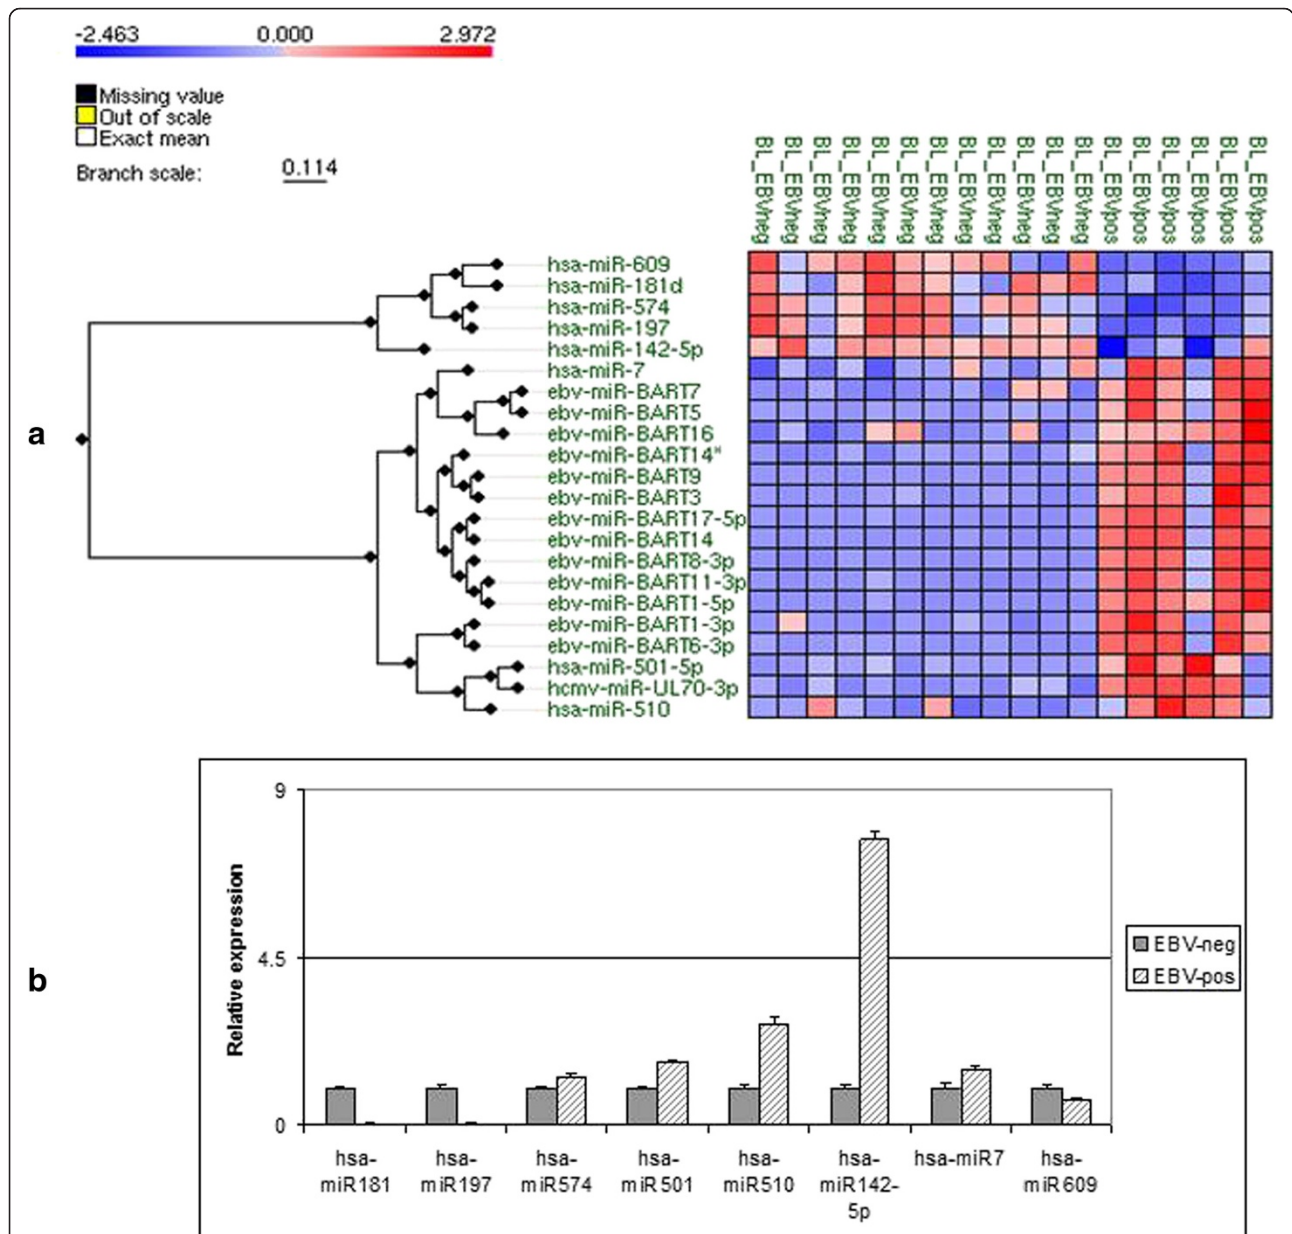 -2.463 0.000 2.972
Missing value
Out of scale
Exact mean
Branch scale: 0.114
BL_EBVneg BL_EBVneg BL_EBVneg BL_EBVneg BL_EBVneg BL_EBVneg BL_EBVneg BL_EBVneg BL_EBVneg BL_EBVneg BL_EBVneg BL_EBVneg BL_EBVpos BL_EBVpos BL_EBVpos BL_EBVpos BL_EBVpos BL_EBVpos
hsa-miR-609
hsa-miR-181d
hsa-miR-574
hsa-miR-197
hsa-miR-142-5p
hsa-miR-7
ebv-miR-BART7
ebv-miR-BART5
a
ebv-miR-BART16
ebv-miR-BART14*
ebv-miR-BART9
ebv-miR-BART3
ebv-miR-BART17-5p
ebv-miR-BART14
ebv-miR-BART8-3p
ebv-miR-BART11-3p
ebv-miR-BART1-5p
ebv-miR-BART1-3p
ebv-miR-BART6-3p
hsa-miR-501-5p
hcmv-miR-UL70-3p
hsa-miR-510
b
Relative expression
9
4.5
0
hsa-miR181
hsa-miR197
hsa-miR574
hsa-miR501
hsa-miR510
hsa-miR142-5p
hsa-miR7
hsa-miR609
EBV-neg
EBV-pos